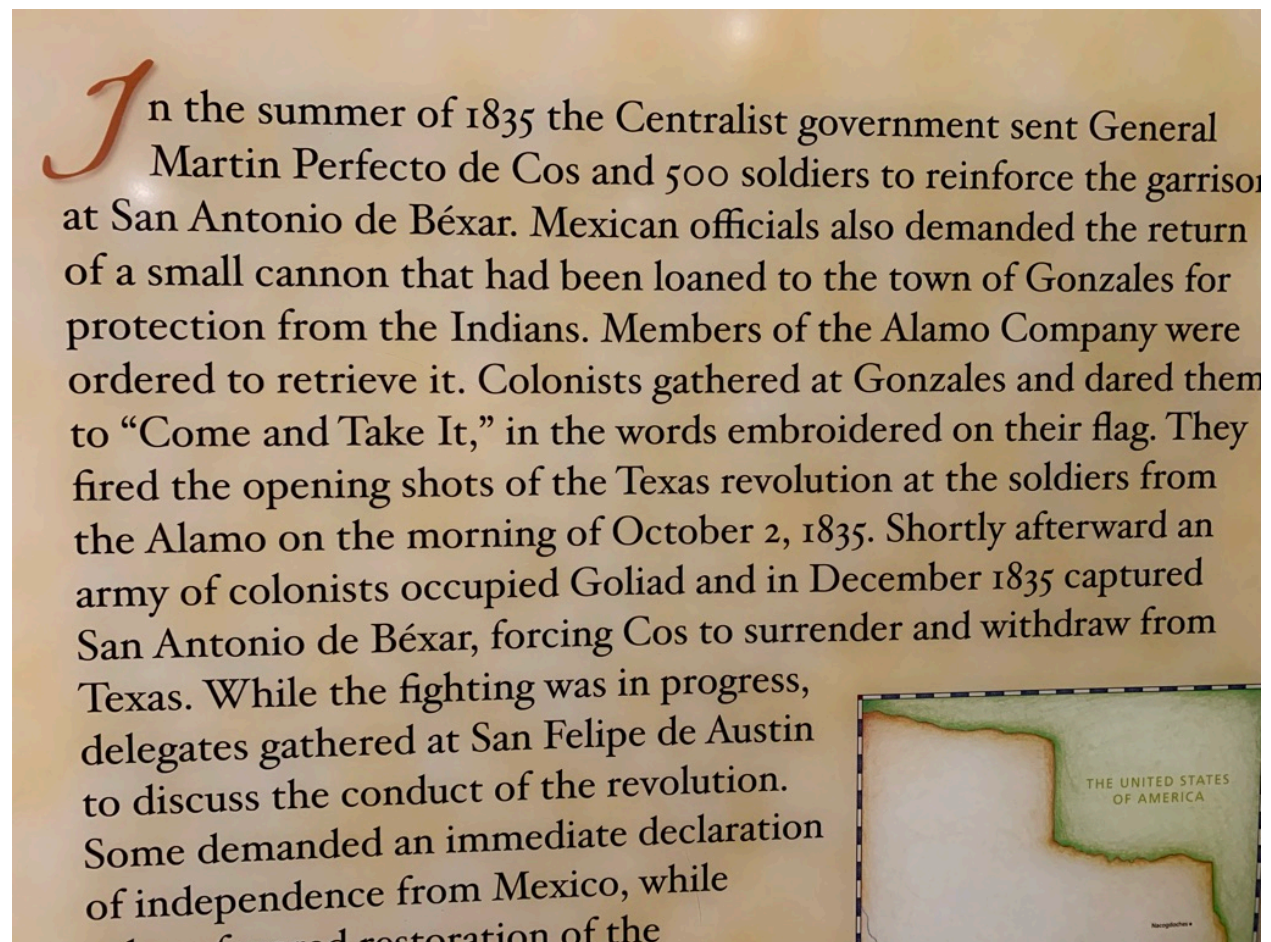 In the summer of 1835 the Centralist government sent General
Martin Perfecto de Cos and 500 soldiers to reinforce the garrison
at San Antonio de Béxar. Mexican officials also demanded the return
of a small cannon that had been loaned to the town of Gonzales for
protection from the Indians. Members of the Alamo Company were
ordered to retrieve it. Colonists gathered at Gonzales and dared them
to “Come and Take It,” in the words embroidered on their flag. They
fired the opening shots of the Texas revolution at the soldiers from
the Alamo on the morning of October 2, 1835. Shortly afterward an
army of colonists occupied Goliad and in December 1835 captured
San Antonio de Béxar, forcing Cos to surrender and withdraw from
Texas. While the fighting was in progress,
delegates gathered at San Felipe de Austin
to discuss the conduct of the revolution.
Some demanded an immediate declaration
of independence from Mexico, while
restoration of the
THE UNITED STATES
OF AMERICA
Nacogdoches